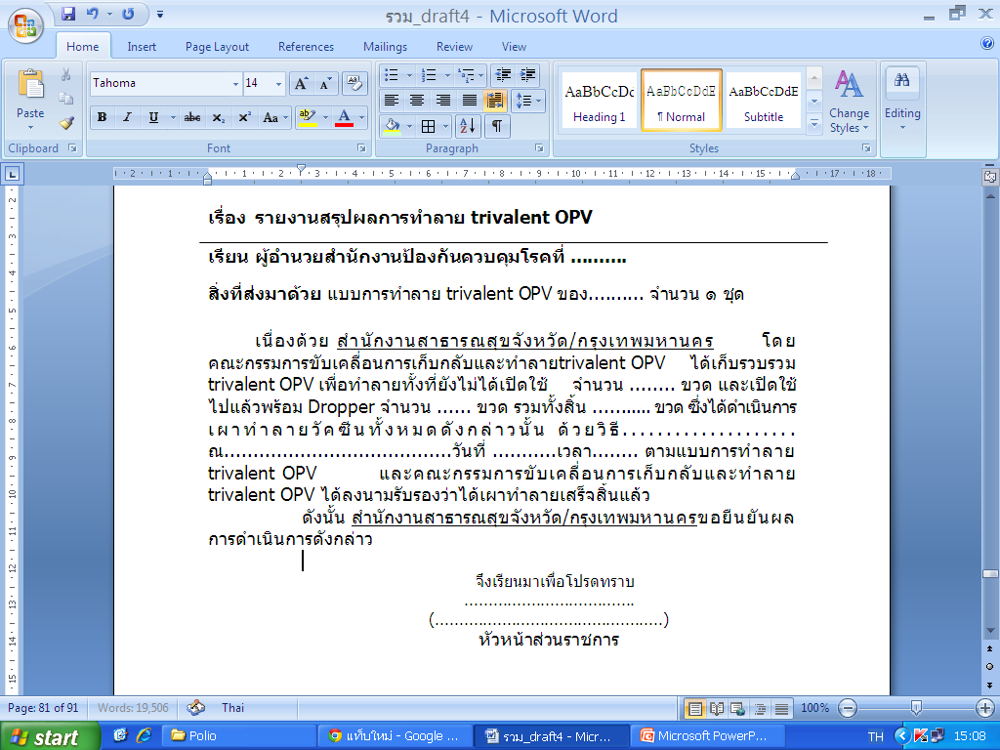 รวม_draft4 - Microsoft Word
Home Insert Page Layout References Mailings Review View
Paste
Clipboard
Tahoma 14
Font
Paragraph
AaBbCcDc AaBbCcDdE AaBbCcDdE
Heading 1 ¶ Normal Subtitle
Change Styles
Styles
Editing
เรื่อง รายงานสรุปผลการทำลาย trivalent OPV
เรียน ผู้อำนวยสำนักงานป้องกันควบคุมโรคที่ ..........
สิ่งที่ส่งมาด้วย แบบการทำลาย trivalent OPV ของ.......... จำนวน ๑ ชุด
เนื่องด้วย สำนักงานสาธารณสุขจังหวัด/กรุงเทพมหานคร โดย
คณะกรรมการขับเคลื่อนการเก็บกลับและทำลายtrivalent OPV ได้เก็บรวบรวม
trivalent OPV เพื่อทำลายทั้งที่ยังไม่ได้เปิดใช้ จำนวน ........ ขวด และเปิดใช้
ไปแล้วพร้อม Dropper จำนวน ...... ขวด รวมทั้งสิ้น .......... ขวด ซึ่งได้ดำเนินการ
เผาทำลายวัคซีนทั้งหมดดังกล่าวนั้น ด้วยวิธี....................
ณ.......................................วันที่ ...........เวลา........ ตามแบบการทำลาย
trivalent OPV และคณะกรรมการขับเคลื่อนการเก็บกลับและทำลาย
trivalent OPV ได้ลงนามรับรองว่าได้เผาทำลายเสร็จสิ้นแล้ว
ดังนั้น สำนักงานสาธารณสุขจังหวัด/กรุงเทพมหานครขอยืนยันผล
การดำเนินการดังกล่าว
จึงเรียนมาเพื่อโปรดทราบ
...................................
(...............................................)
หัวหน้าส่วนราชการ
Page: 81 of 91 Words: 19,506 Thai 100%
start Polio แท็บใหม่ - Google ... รวม_draft4 - Micr... Microsoft PowerP... TH 15:08